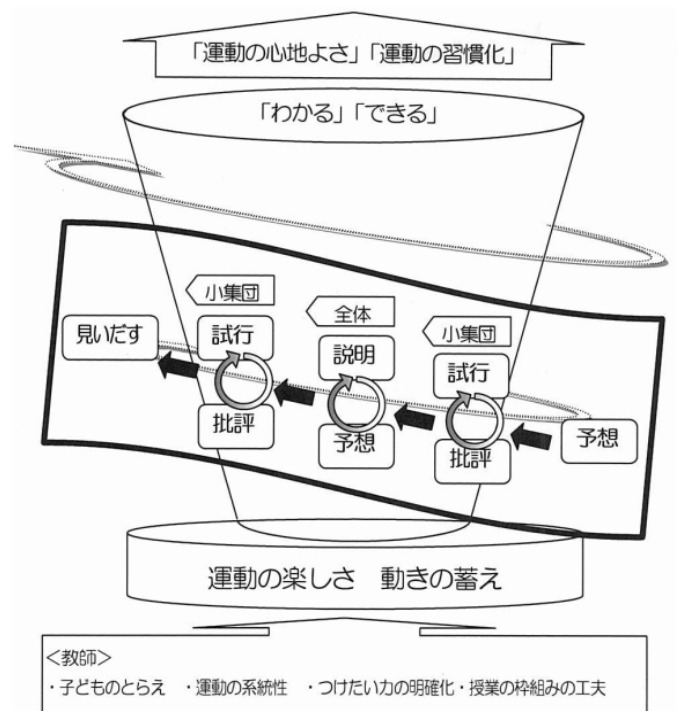 「運動の心地よさ」「運動の習慣化」
「わかる」「できる」
小集団
全体
小集団
見いだす
試行
説明
試行
批評
予想
批評
予想
運動の楽しさ 動きの蓄え
<教師>
・子どものとらえ ・運動の系統性 ・つけたい力の明確化・授業の枠組みの工夫